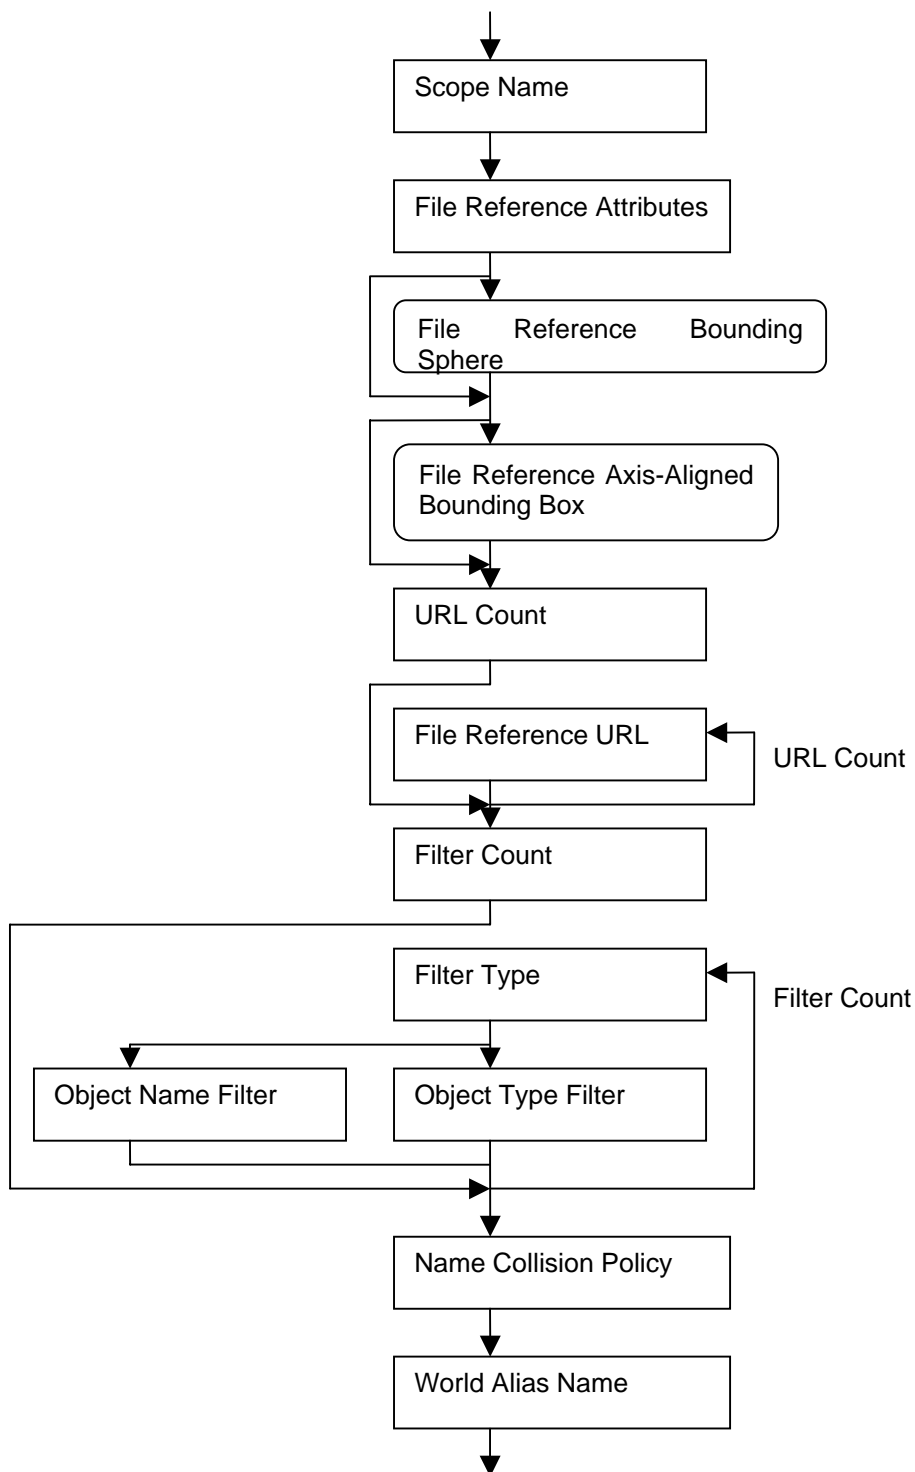 Scope Name
File Reference Attributes
File Reference Bounding
Sphere
File Reference Axis-Aligned
Bounding Box
URL Count
File Reference URL
URL Count
Filter Count
Filter Type
Filter Count
Object Name Filter
Object Type Filter
Name Collision Policy
World Alias Name